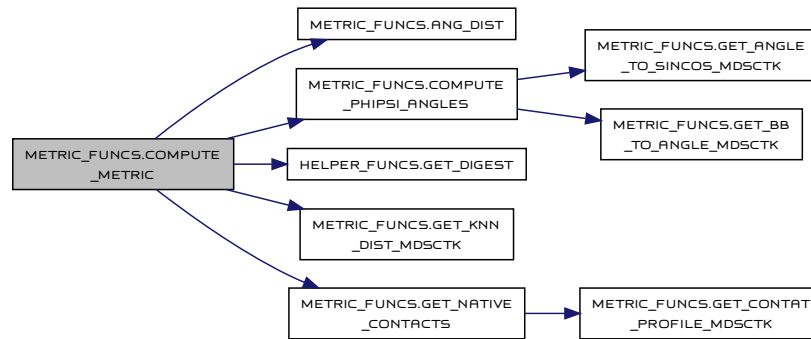 METRIC_FUNCS.COMPUTE
_METRIC
METRIC_FUNCS.ANG_DIST
METRIC_FUNCS.COMPUTE
_PHIPSI_ANGLES
HELPER_FUNCS.GET_DIGEST
METRIC_FUNCS.GET_KNN
_DIST_MDSCTK
METRIC_FUNCS.GET_NATIVE
_CONTACTS
METRIC_FUNCS.GET_ANGLE
_TO_SINCOS_MDSCTK
METRIC_FUNCS.GET_BB
_TO_ANGLE_MDSCTK
METRIC_FUNCS.GET_CONTAT
_PROFILE_MDSCTK